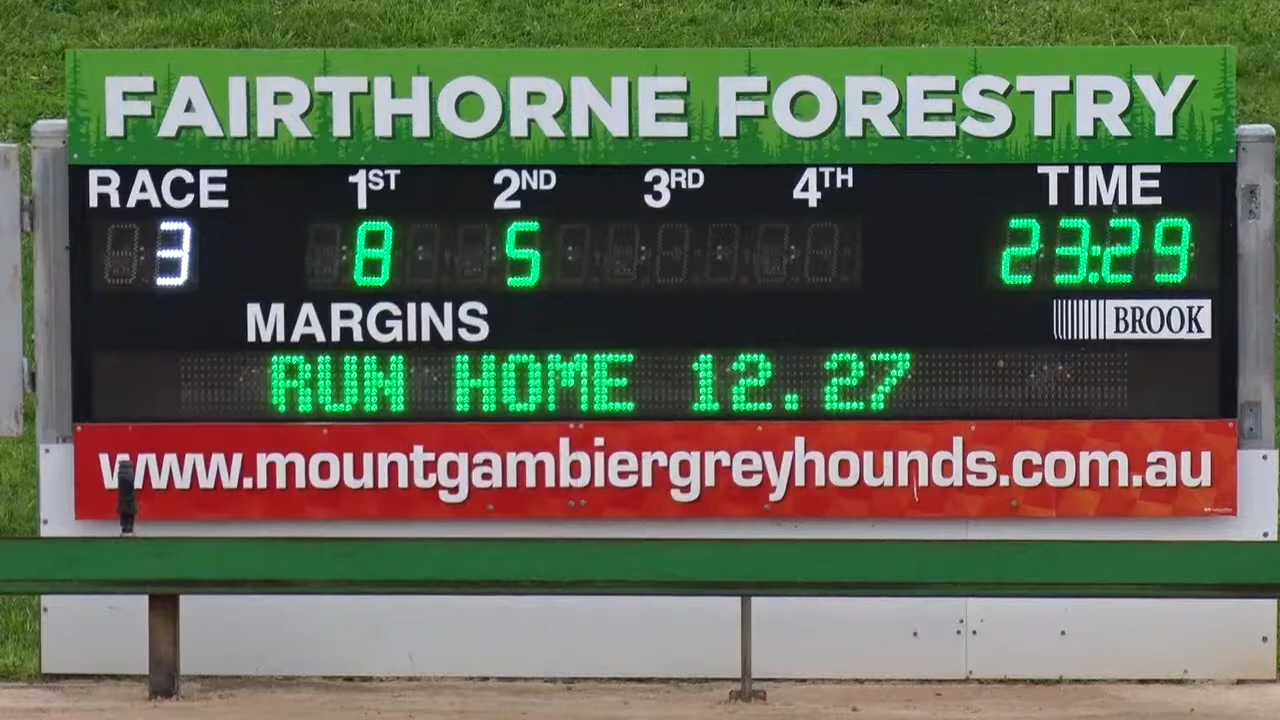 FAIRTHORNE FORESTRY
RACE 1ST 2ND 3RD 4TH TIME
3 8 5 23:29
MARGINS BROOK
RUN HOME 12.27
www.mountgambiergreyhounds.com.au